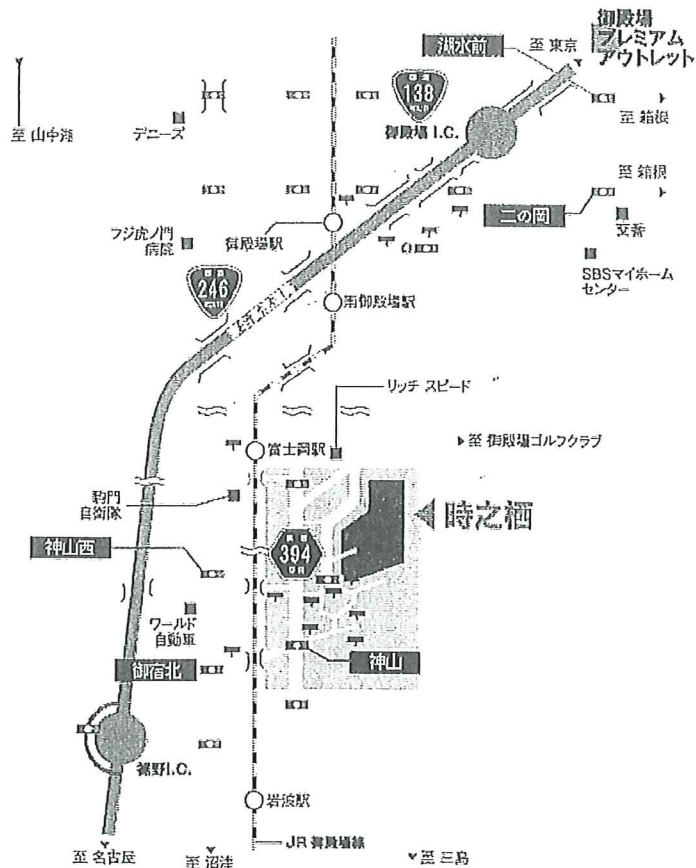 御殿場
プレミアム
アウトレット
至 東京
湖水前
138
至 箱根
御殿場 I.C.
至 山中湖
デニーズ
至 箱根
二の岡
交番
フジ虎ノ門
病院
御殿場駅
SBSマイホーム
センター
246
南御殿場駅
リッチ スピード
富士岡駅
至 御殿場ゴルフクラブ
駒門
自衛隊
時之栖
394
神山西
ワールド
自動車
神山
御宿北
裾野I.C.
岩波駅
JR 御殿場線
至 名古屋
至 沼津
至 三島